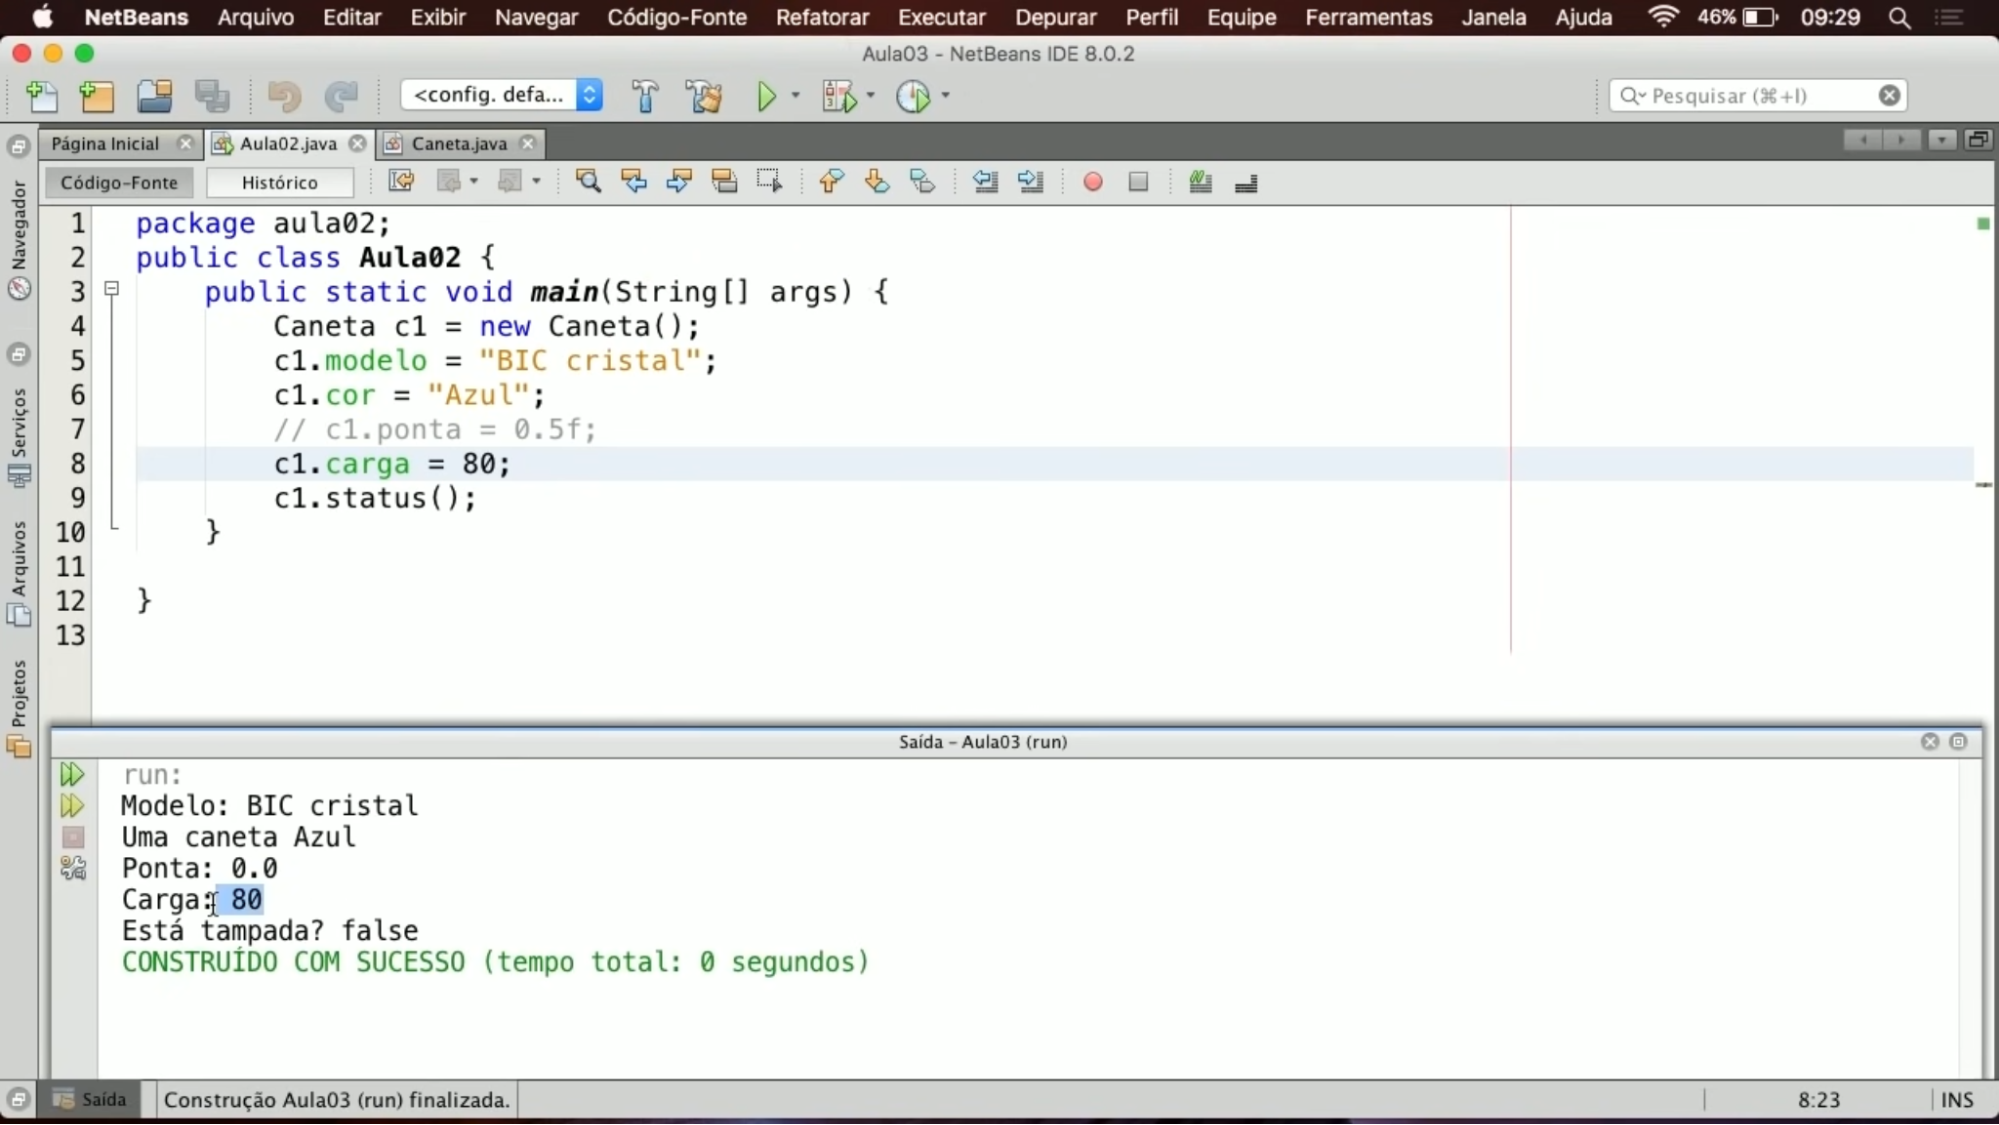 NetBeans Arquivo Editar Exibir Navegar Código-Fonte Refatorar Executar Depurar Perfil Equipe Ferramentas Janela Ajuda 46% 09:29
Aula03 - NetBeans IDE 8.0.2
<config. defa... Pesquisar (⌘+I)
Página Inicial Aula02.java Caneta.java
Código-Fonte Histórico
Navegador
Serviços
Arquivos
Projetos
1 package aula02;
2 public class Aula02 {
3 public static void main(String[] args) {
4 Caneta c1 = new Caneta();
5 c1.modelo = "BIC cristal";
6 c1.cor = "Azul";
7 // c1.ponta = 0.5f;
8 c1.carga = 80;
9 c1.status();
10 }
11
12 }
13
Saída - Aula03 (run)
run:
Modelo: BIC cristal
Uma caneta Azul
Ponta: 0.0
Carga: 80
Está tampada? false
CONSTRUÍDO COM SUCESSO (tempo total: 0 segundos)
Saída Construção Aula03 (run) finalizada. 8:23 INS